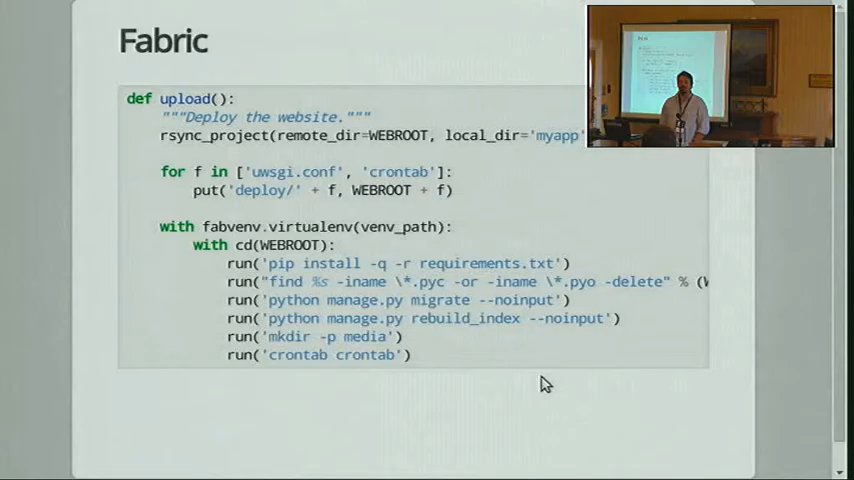 Fabric
def upload():
"""Deploy the website."""
rsync_project(remote_dir=WEBROOT, local_dir='myapp'
for f in ['uwsgi.conf', 'crontab']:
put('deploy/' + f, WEBROOT + f)
with fabvenv.virtualenv(venv_path):
with cd(WEBROOT):
run('pip install -q -r requirements.txt')
run("find %s -iname \*.pyc -or -iname \*.pyo -delete" % (W
run('python manage.py migrate --noinput')
run('python manage.py rebuild_index --noinput')
run('mkdir -p media')
run('crontab crontab')